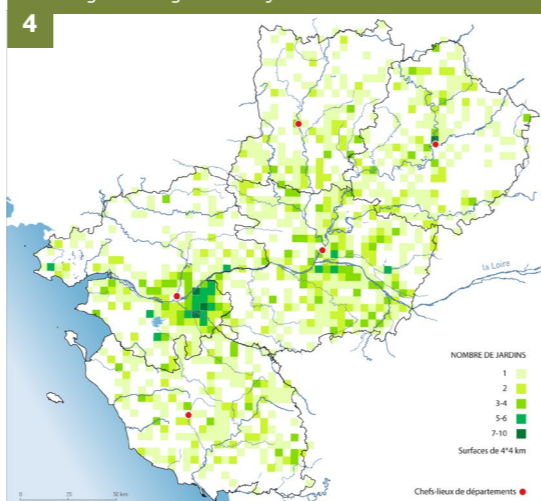 4
la Loire
NOMBRE DE JARDINS
1
2
3-4
5-6
7-10
Surfaces de 4*4 km
Chefs-lieux de départements
0 25 50 km